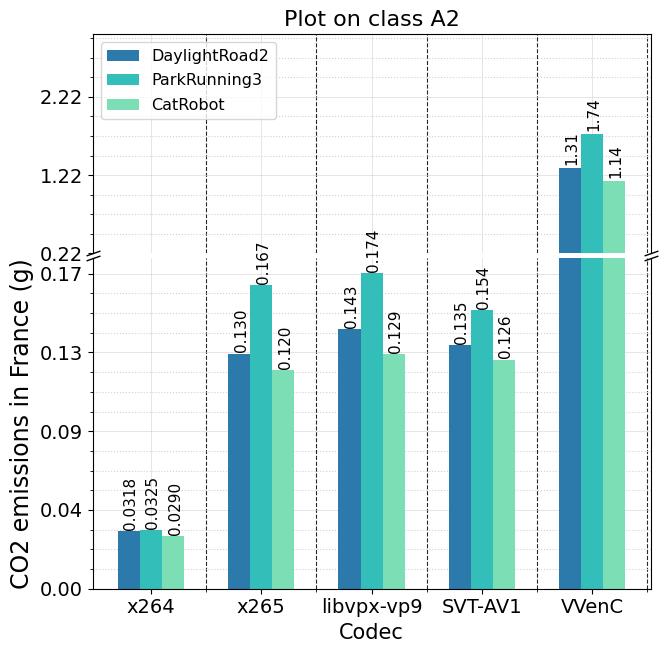 Plot on class A2
DaylightRoad2
ParkRunning3
CatRobot
2.22
1.22
0.22
0.17
0.13
0.09
0.04
0.00
CO2 emissions in France (g)
0.0318
0.0325
0.0290
0.130
0.167
0.120
0.143
0.174
0.129
0.135
0.154
0.126
1.31
1.74
1.14
x264
x265
libvpx-vp9
SVT-AV1
VVenC
Codec